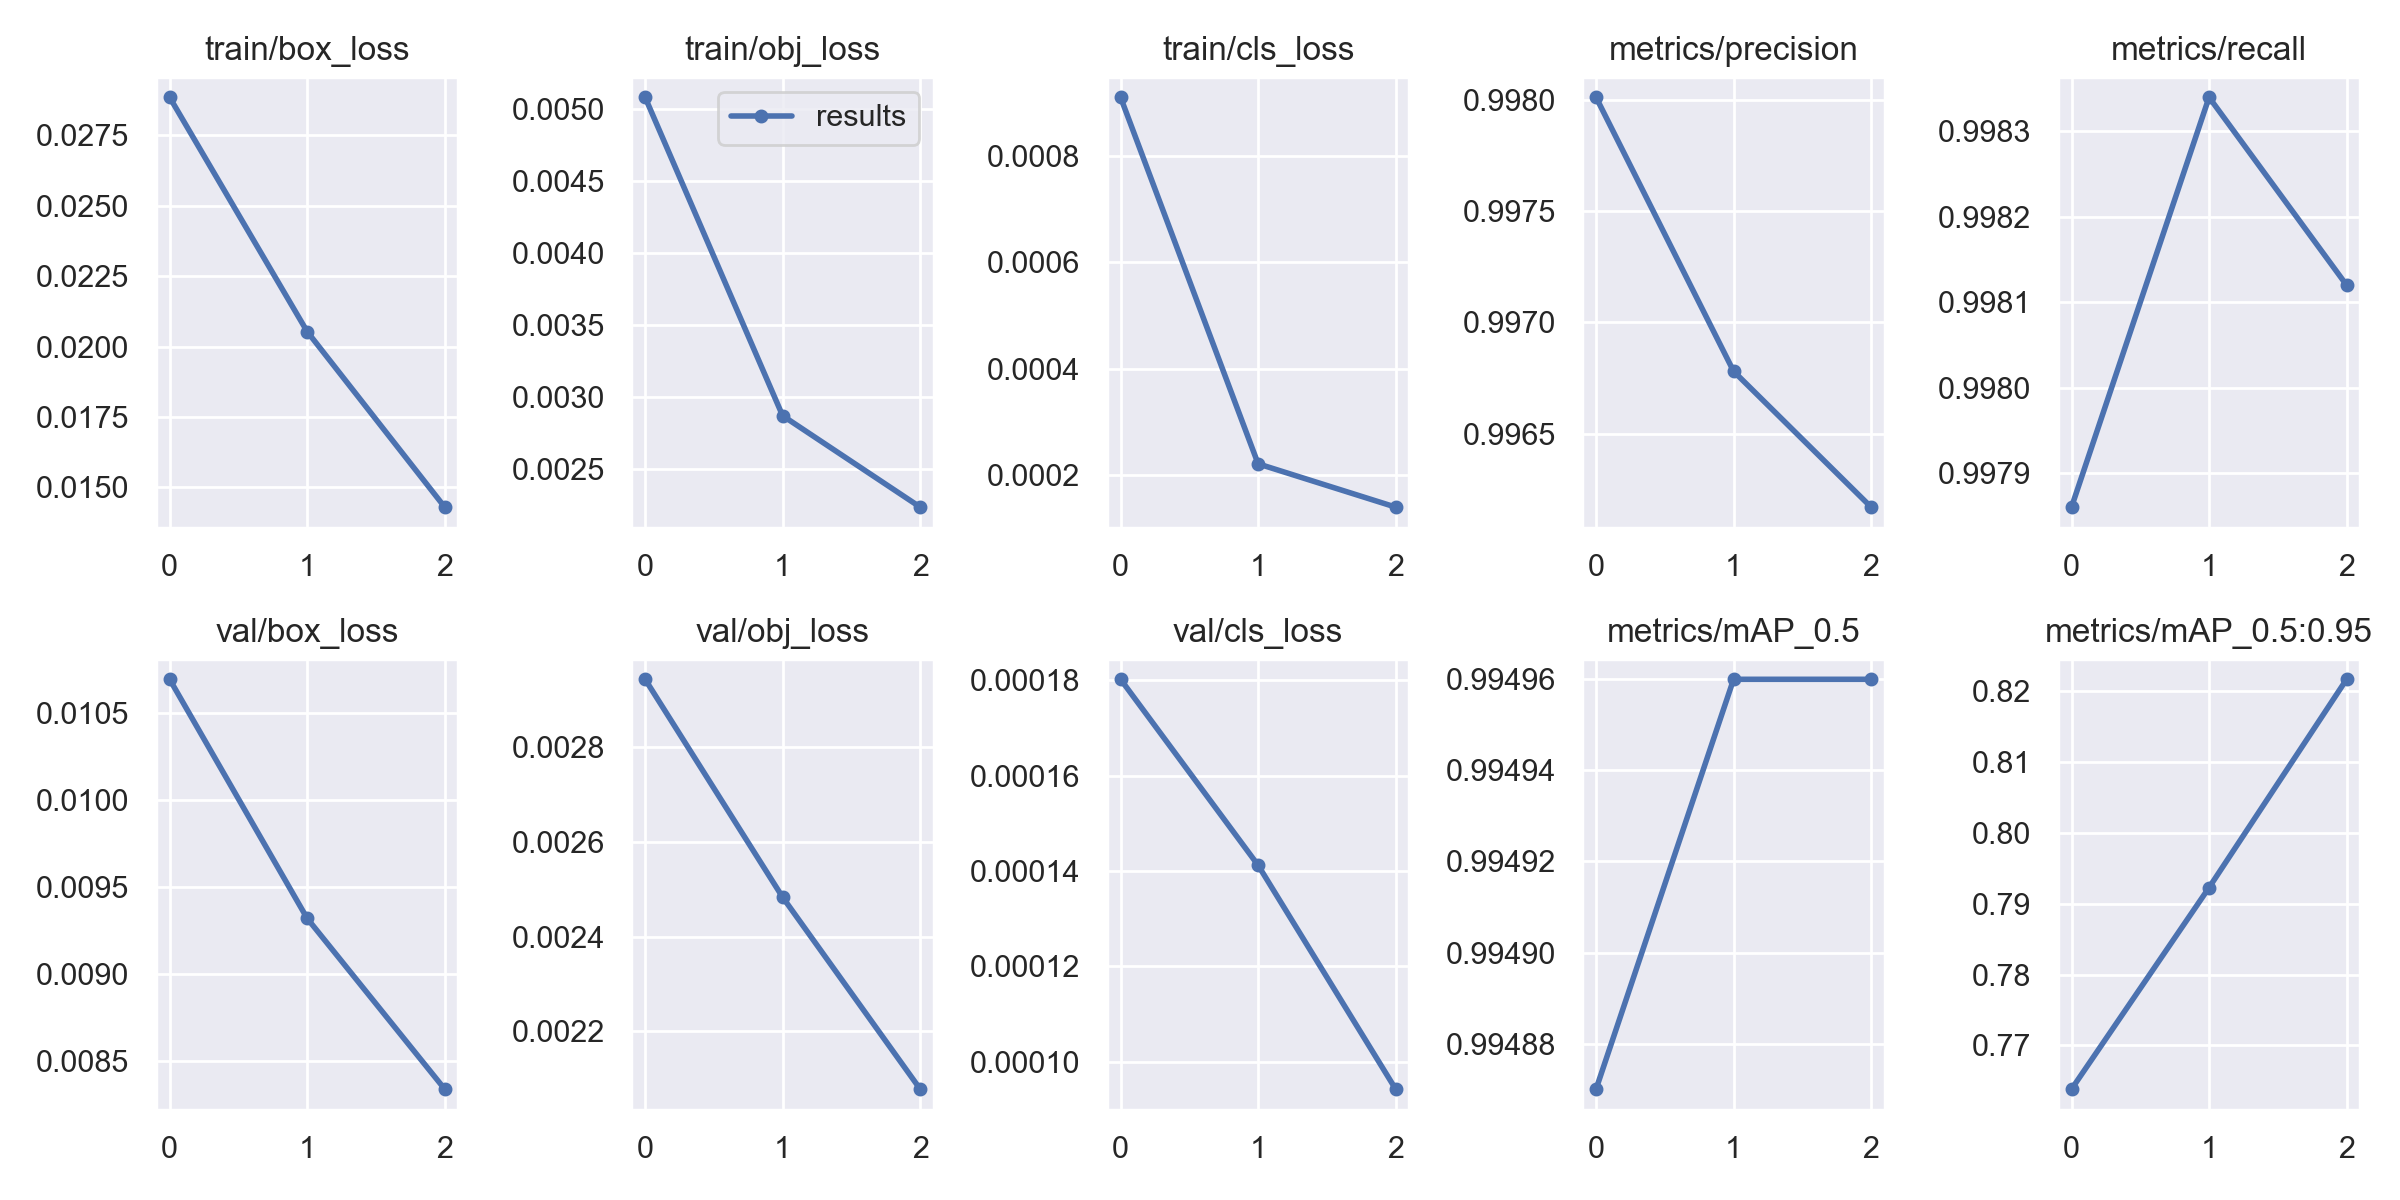 train/box_loss
0.0275
0.0250
0.0225
0.0200
0.0175
0.0150
0 1 2
train/obj_loss
results
0.0050
0.0045
0.0040
0.0035
0.0030
0.0025
0 1 2
train/cls_loss
0.0008
0.0006
0.0004
0.0002
0 1 2
metrics/precision
0.9980
0.9975
0.9970
0.9965
0 1 2
metrics/recall
0.9983
0.9982
0.9981
0.9980
0.9979
0 1 2
val/box_loss
0.0105
0.0100
0.0095
0.0090
0.0085
0 1 2
val/obj_loss
0.0028
0.0026
0.0024
0.0022
0 1 2
val/cls_loss
0.00018
0.00016
0.00014
0.00012
0.00010
0 1 2
metrics/mAP_0.5
0.99496
0.99494
0.99492
0.99490
0.99488
0 1 2
metrics/mAP_0.5:0.95
0.82
0.81
0.80
0.79
0.78
0.77
0 1 2